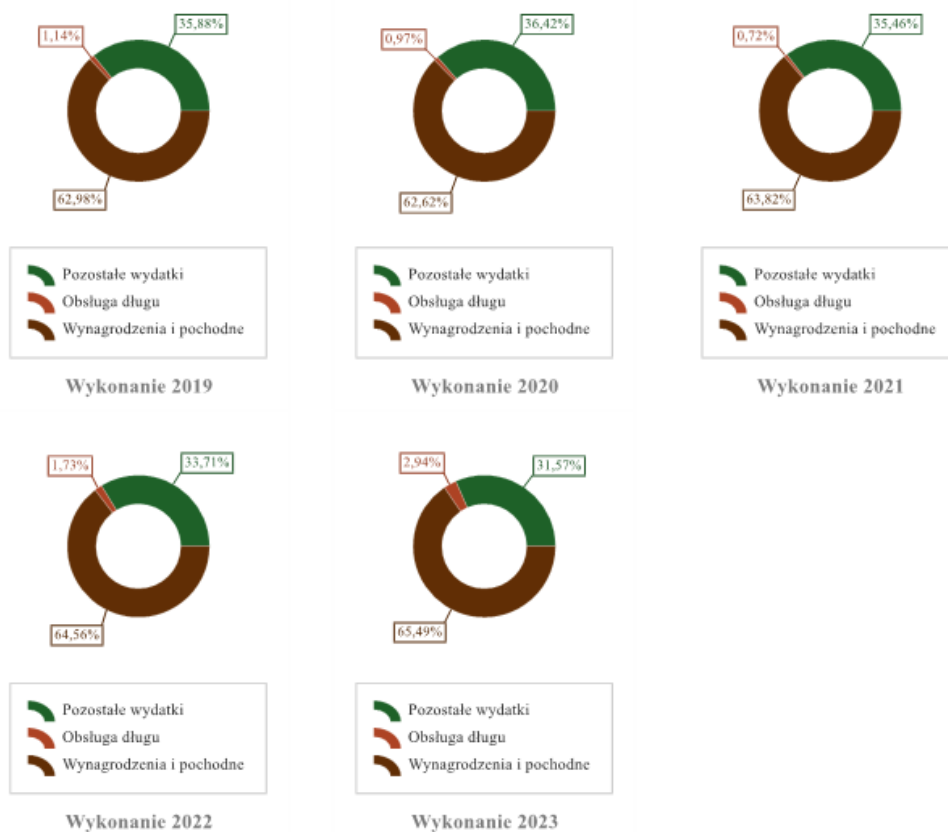 1,14%
35,88%
62,98%
Pozostałe wydatki
Obsługa długu
Wynagrodzenia i pochodne
Wykonanie 2019
0,97%
36,42%
62,62%
Pozostałe wydatki
Obsługa długu
Wynagrodzenia i pochodne
Wykonanie 2020
0,72%
35,46%
63,82%
Pozostałe wydatki
Obsługa długu
Wynagrodzenia i pochodne
Wykonanie 2021
1,73%
33,71%
64,56%
Pozostałe wydatki
Obsługa długu
Wynagrodzenia i pochodne
Wykonanie 2022
2,94%
31,57%
65,49%
Pozostałe wydatki
Obsługa długu
Wynagrodzenia i pochodne
Wykonanie 2023